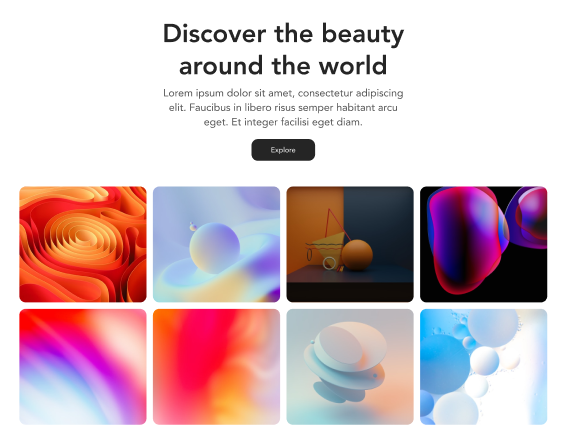 Discover the beauty
around the world
Lorem ipsum dolor sit amet, consectetur adipiscing
elit. Faucibus in libero risus semper habitant arcu
eget. Et integer facilisi eget diam.
Explore